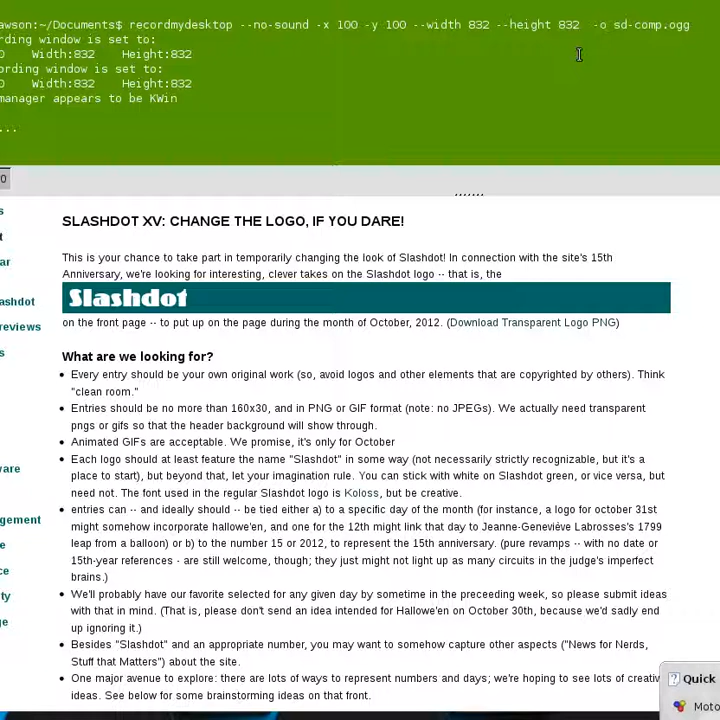 awson:~/Documents$ recordmydesktop --no-sound -x 100 -y 100 --width 832 --height 832  -o sd-comp.ogg
rding window is set to:
0    Width:832    Height:832
ording window is set to:
0    Width:832    Height:832
manager appears to be KWin
...
0
s
t
ar
ashdot
reviews
s
ware
gement
e
ce
ty
ge
SLASHDOT XV: CHANGE THE LOGO, IF YOU DARE!
This is your chance to take part in temporarily changing the look of Slashdot! In connection with the site's 15th
Anniversary, we're looking for interesting, clever takes on the Slashdot logo -- that is, the
Slashdot
on the front page -- to put up on the page during the month of October, 2012. (Download Transparent Logo PNG)
What are we looking for?
• Every entry should be your own original work (so, avoid logos and other elements that are copyrighted by others). Think
"clean room."
• Entries should be no more than 160x30, and in PNG or GIF format (note: no JPEGs). We actually need transparent
pngs or gifs so that the header background will show through.
• Animated GIFs are acceptable. We promise, it's only for October
• Each logo should at least feature the name "Slashdot" in some way (not necessarily strictly recognizable, but it's a
place to start), but beyond that, let your imagination rule. You can stick with white on Slashdot green, or vice versa, but
need not. The font used in the regular Slashdot logo is Koloss, but be creative.
• entries can -- and ideally should -- be tied either a) to a specific day of the month (for instance, a logo for october 31st
might somehow incorporate hallowe'en, and one for the 12th might link that day to Jeanne-Geneviève Labrosses's 1799
leap from a balloon) or b) to the number 15 or 2012, to represent the 15th anniversary. (pure revamps -- with no date or
15th-year references - are still welcome, though; they just might not light up as many circuits in the judge's imperfect
brains.)
• We'll probably have our favorite selected for any given day by sometime in the preceeding week, so please submit ideas
with that in mind. (That is, please don't send an idea intended for Hallowe'en on October 30th, because we'd sadly end
up ignoring it.)
• Besides "Slashdot" and an appropriate number, you may want to somehow capture other aspects ("News for Nerds,
Stuff that Matters") about the site.
• One major avenue to explore: there are lots of ways to represent numbers and days; we're hoping to see lots of creativ
ideas. See below for some brainstorming ideas on that front.
Quick
Moto